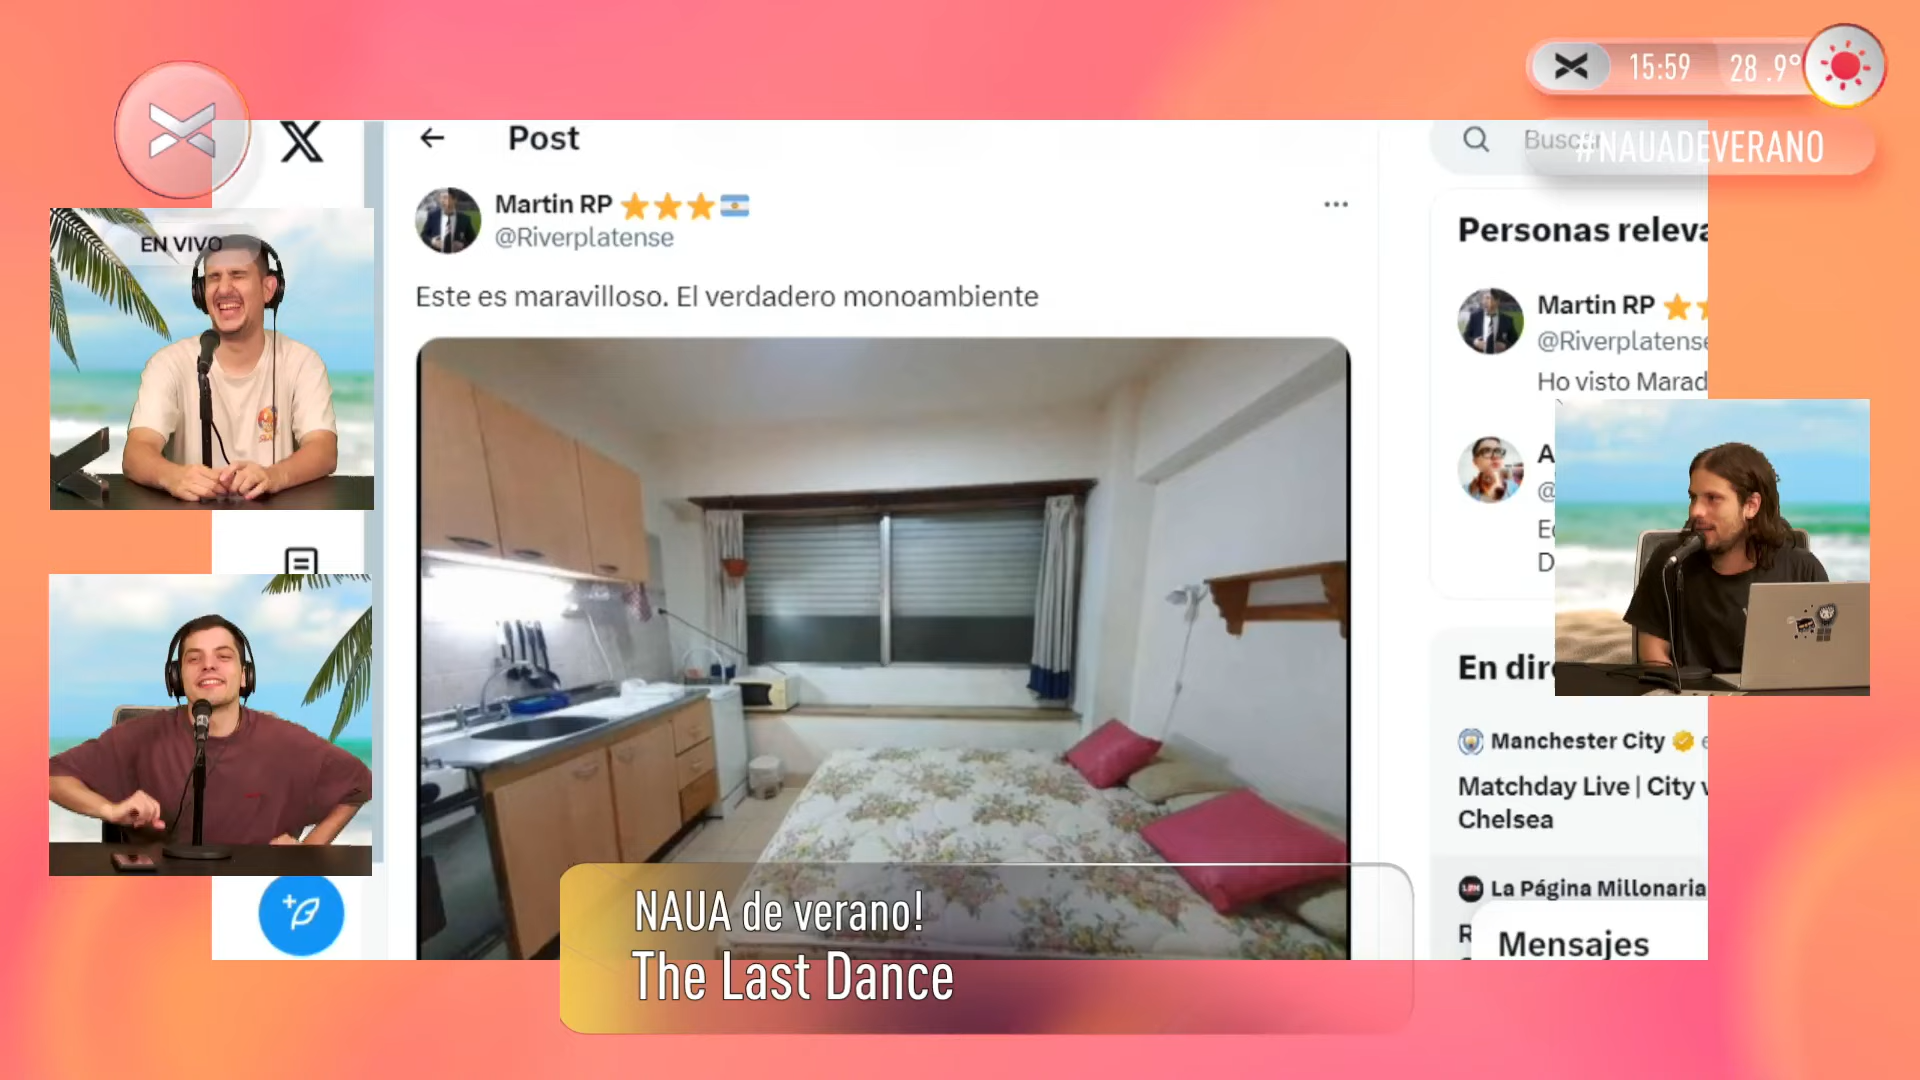 15:59 28.9°
#NAUADEVERANO
EN VIVO
Post
Martin RP
@Riverplatense
Este es maravilloso. El verdadero monoambiente
Personas releva
Martin RP
@Riverplatense
Ho visto Marad
A
@
D
En dire
Manchester City
Matchday Live | City v
Chelsea
La Página Millonaria
Mensajes
NAUA de verano!
The Last Dance